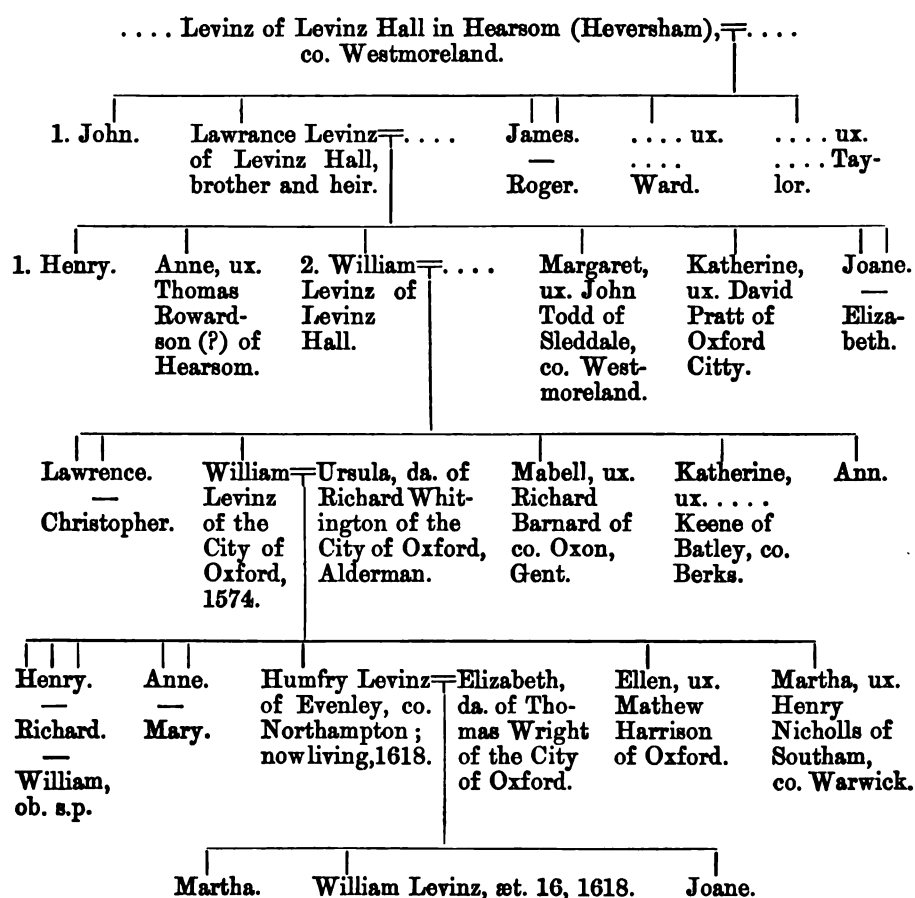 .... Levinz of Levinz Hall in Hearsom (Heversham), ....
co. Westmoreland.
1. John.
Lawrance Levinz ....
of Levinz Hall,
brother and heir.
James.
—
Roger.
.... ux.
....
Ward.
.... ux.
.... Tay-
lor.
1. Henry.
Anne, ux.
Thomas
Roward-
son (?) of
Hearsom.
2. William ....
Levinz of
Levinz
Hall.
Margaret,
ux. John
Todd of
Sleddale,
co. West-
moreland.
Katherine,
ux. David
Pratt of
Oxford
Citty.
Joane.
—
Eliza-
beth.
Lawrence.
—
Christopher.
William
Levinz
of the
City of
Oxford,
1574.
Ursula, da. of
Richard Whit-
ington of the
City of Oxford,
Alderman.
Mabell, ux.
Richard
Barnard of
co. Oxon,
Gent.
Katherine,
ux.....
Keene of
Batley, co.
Berks.
Ann.
Henry.
—
Richard.
—
William,
ob. s.p.
Anne.
—
Mary.
Humfry Levinz
of Evenley, co.
Northampton ;
now living, 1618.
Elizabeth,
da. of Tho-
mas Wright
of the City
of Oxford.
Ellen, ux.
Mathew
Harrison
of Oxford.
Martha, ux.
Henry
Nicholls of
Southam,
co. Warwick.
Martha.
William Levinz, æt. 16, 1618.
Joane.